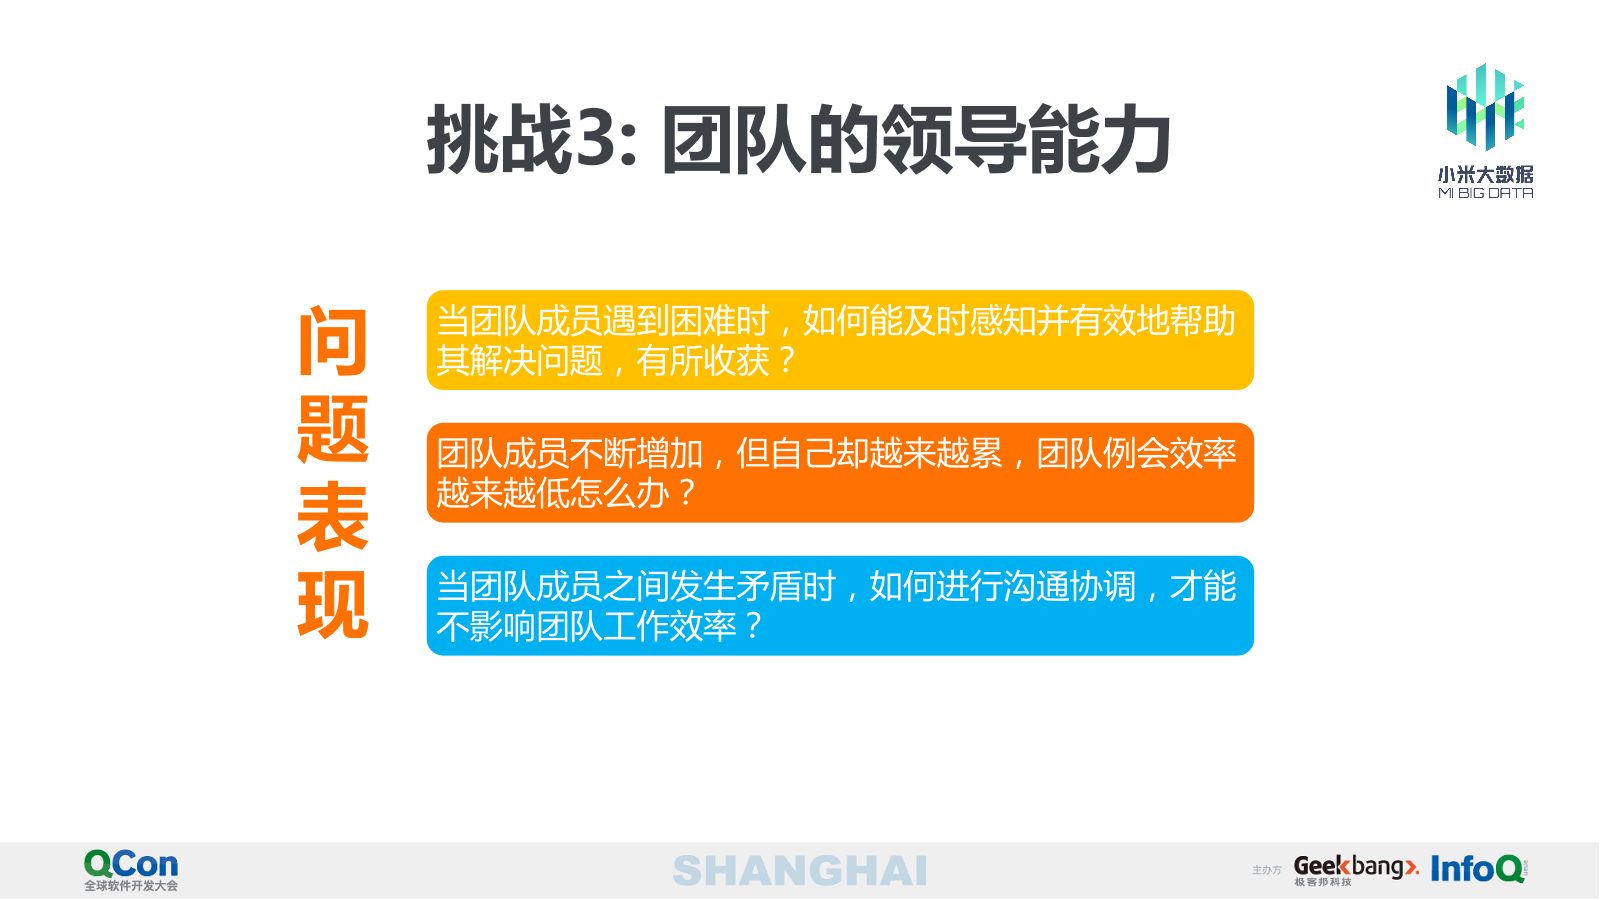 挑战3: 团队的领导能力
小米大数据
MI BIG DATA
问题表现
当团队成员遇到困难时，如何能及时感知并有效地帮助
其解决问题，有所收获？
团队成员不断增加，但自己却越来越累，团队例会效率
越来越低怎么办？
当团队成员之间发生矛盾时，如何进行沟通协调，才能
不影响团队工作效率？
QCon
全球软件开发大会
SHANGHAI
主办方
Geekbang
极客邦科技
InfoQ